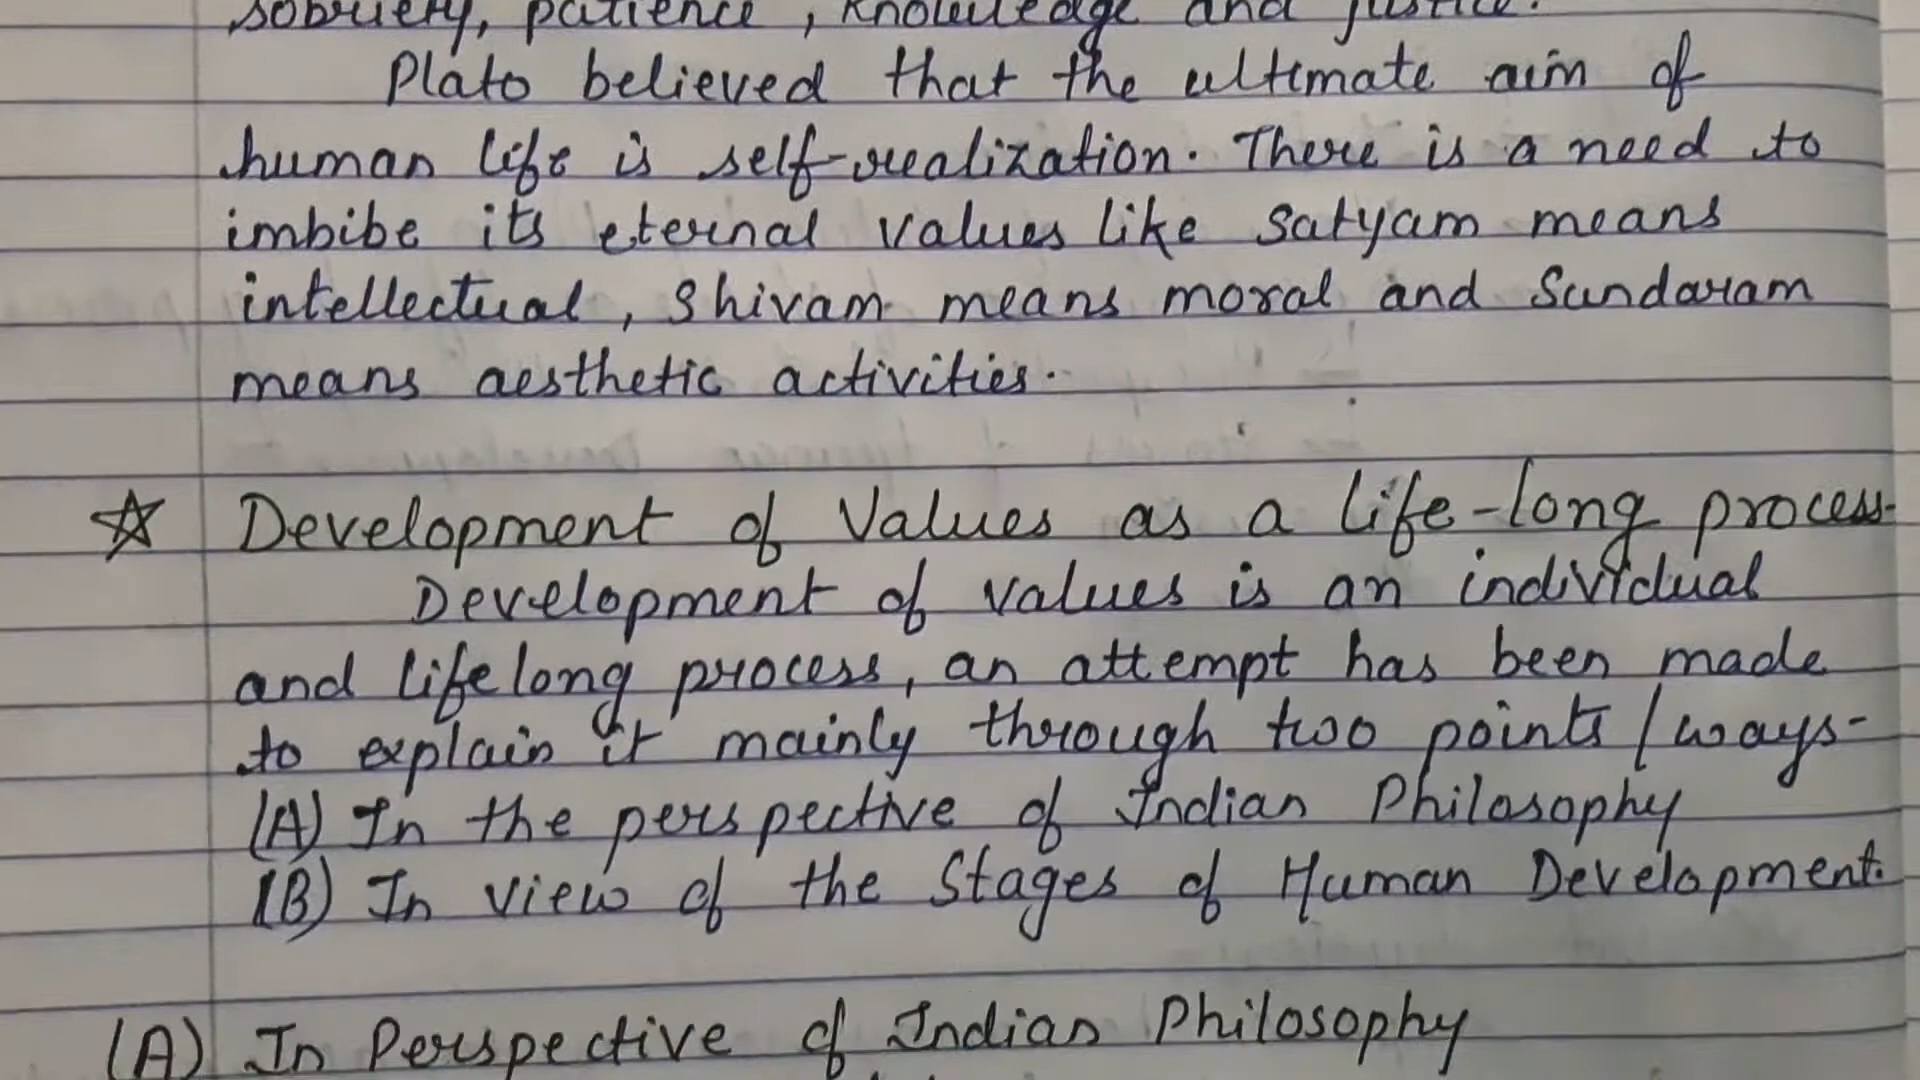 sobriety, patience, knowledge and justice.
Plato believed that the ultimate aim of
human life is self-realization. There is a need to
imbibe its eternal values like Satyam means
intellectual, Shivam means moral and Sundaram
means aesthetic activities.
☆ Development of Values as a life-long process-
Development of values is an individual
and lifelong process, an attempt has been made
to explain it mainly through two points / ways-
(A) In the perspective of Indian Philosophy
(B) In view of the Stages of Human Development.
(A) In Perspective of Indian Philosophy